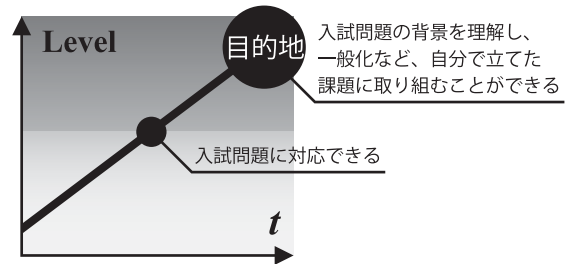 Level
目的地
入試問題の背景を理解し、
一般化など、自分で立てた
課題に取り組むことができる
入試問題に対応できる
t